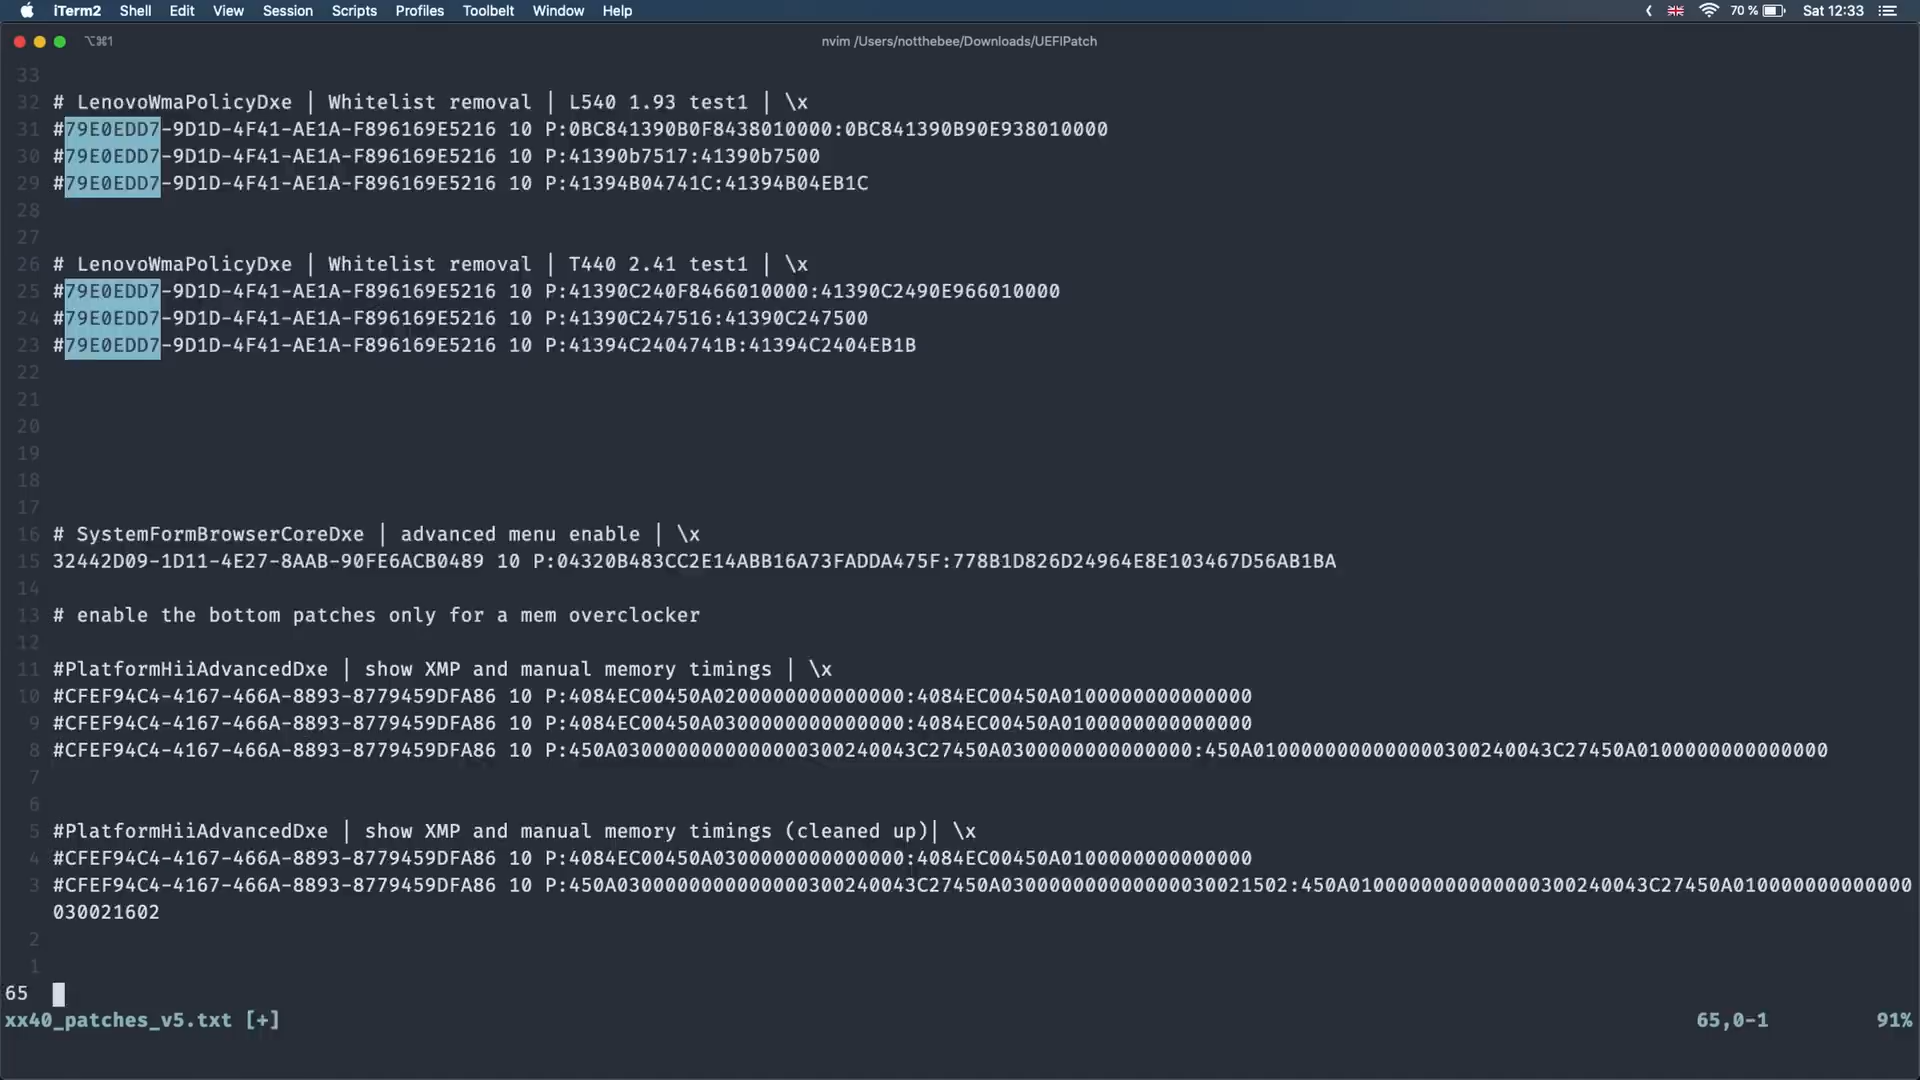 iTerm2 Shell Edit View Session Scripts Profiles Toolbelt Window Help 70 % Sat 12:33
⌥⌘1 nvim /Users/notthebee/Downloads/UEFIPatch
33
32 # LenovoWmaPolicyDxe | Whitelist removal | L540 1.93 test1 | \x
31 #79E0EDD7-9D1D-4F41-AE1A-F896169E5216 10 P:0BC841390B0F8438010000:0BC841390B90E938010000
30 #79E0EDD7-9D1D-4F41-AE1A-F896169E5216 10 P:41390b7517:41390b7500
29 #79E0EDD7-9D1D-4F41-AE1A-F896169E5216 10 P:41394B04741C:41394B04EB1C
28
27
26 # LenovoWmaPolicyDxe | Whitelist removal | T440 2.41 test1 | \x
25 #79E0EDD7-9D1D-4F41-AE1A-F896169E5216 10 P:41390C240F8466010000:41390C2490E966010000
24 #79E0EDD7-9D1D-4F41-AE1A-F896169E5216 10 P:41390C247516:41390C247500
23 #79E0EDD7-9D1D-4F41-AE1A-F896169E5216 10 P:41394C2404741B:41394C2404EB1B
22
21
20
19
18
17
16 # SystemFormBrowserCoreDxe | advanced menu enable | \x
15 32442D09-1D11-4E27-8AAB-90FE6ACB0489 10 P:04320B483CC2E14ABB16A73FADDA475F:778B1D826D24964E8E103467D56AB1BA
14
13 # enable the bottom patches only for a mem overclocker
12
11 #PlatformHiiAdvancedDxe | show XMP and manual memory timings | \x
10 #CFEF94C4-4167-466A-8893-8779459DFA86 10 P:4084EC00450A0200000000000000:4084EC00450A0100000000000000
9 #CFEF94C4-4167-466A-8893-8779459DFA86 10 P:4084EC00450A0300000000000000:4084EC00450A0100000000000000
8 #CFEF94C4-4167-466A-8893-8779459DFA86 10 P:450A03000000000000000300240043C27450A0300000000000000:450A01000000000000000300240043C27450A0100000000000000
7
6
5 #PlatformHiiAdvancedDxe | show XMP and manual memory timings (cleaned up)| \x
4 #CFEF94C4-4167-466A-8893-8779459DFA86 10 P:4084EC00450A0300000000000000:4084EC00450A0100000000000000
3 #CFEF94C4-4167-466A-8893-8779459DFA86 10 P:450A03000000000000000300240043C27450A030000000000000030021502:450A01000000000000000300240043C27450A0100000000000000
030021602
2
1
65
xx40_patches_v5.txt [+] 65,0-1 91%